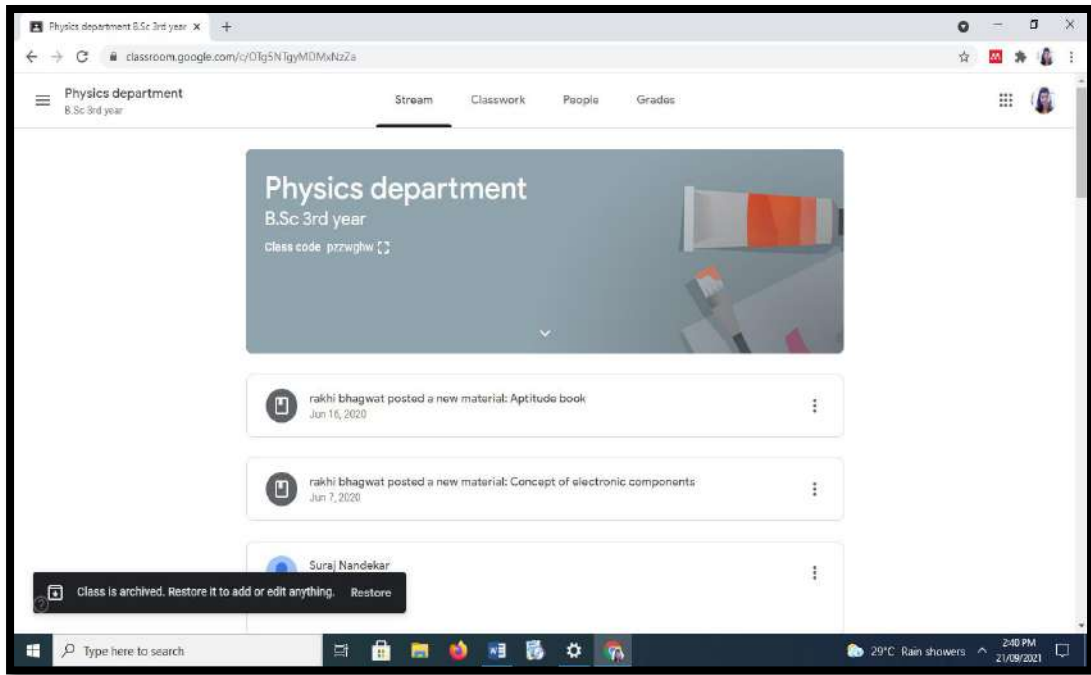 Physics department B.Sc 3rd year
classroom.google.com/c/OTg5NTgyMDMxNzZa
Physics department
B.Sc 3rd year
Stream Classwork People Grades
Physics department
B.Sc 3rd year
Class code pzzwghw
rakhi bhagwat posted a new material: Aptitude book
Jun 16, 2020
rakhi bhagwat posted a new material: Concept of electronic components
Jun 7, 2020
Suraj Nandekar
Class is archived. Restore it to add or edit anything. Restore
Type here to search
29°C Rain showers
2:40 PM
21/09/2021